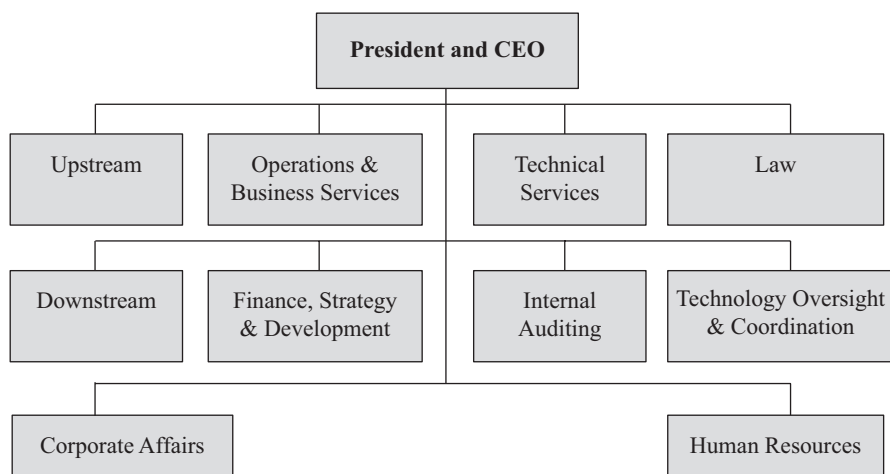 President and CEO
Upstream
Operations &
Business Services
Technical
Services
Law
Downstream
Finance, Strategy
& Development
Internal
Auditing
Technology Oversight
& Coordination
Corporate Affairs
Human Resources